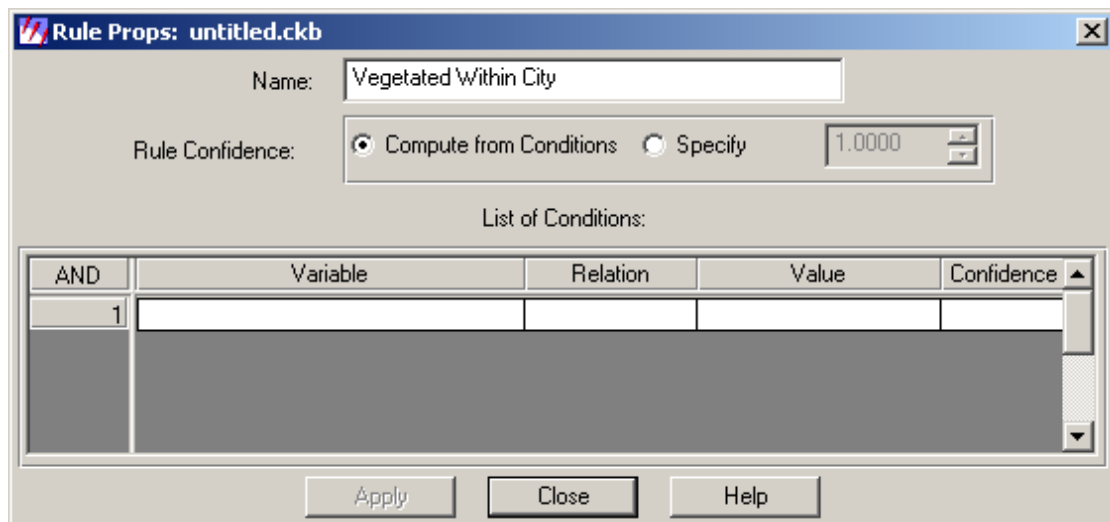 Rule Props: untitled.ckb
Name: Vegetated Within City
Rule Confidence: Compute from Conditions Specify 1.0000
List of Conditions:
AND Variable Relation Value Confidence
1
Apply Close Help